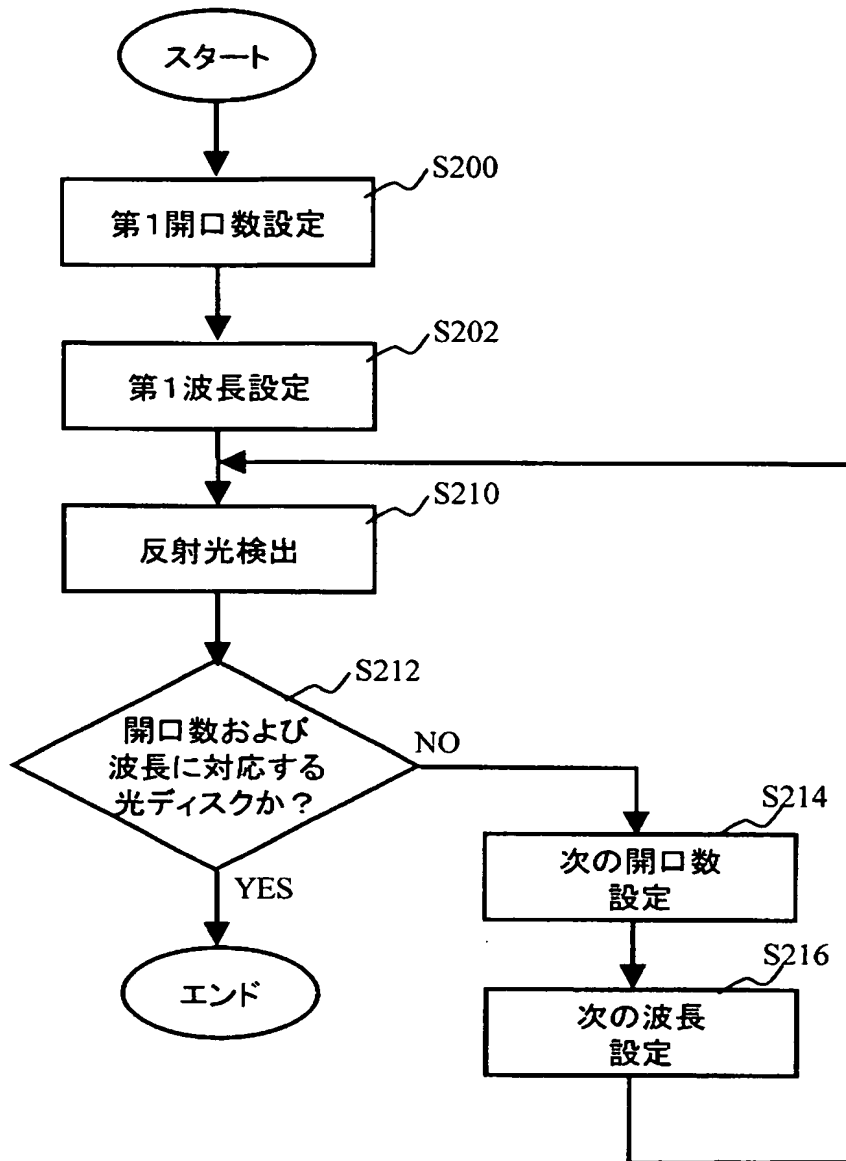 スタート
S200
第1開口数設定
S202
第1波長設定
S210
反射光検出
S212
開口数および
波長に対応する
光ディスクか?
NO
YES
エンド
S214
次の開口数
設定
S216
次の波長
設定